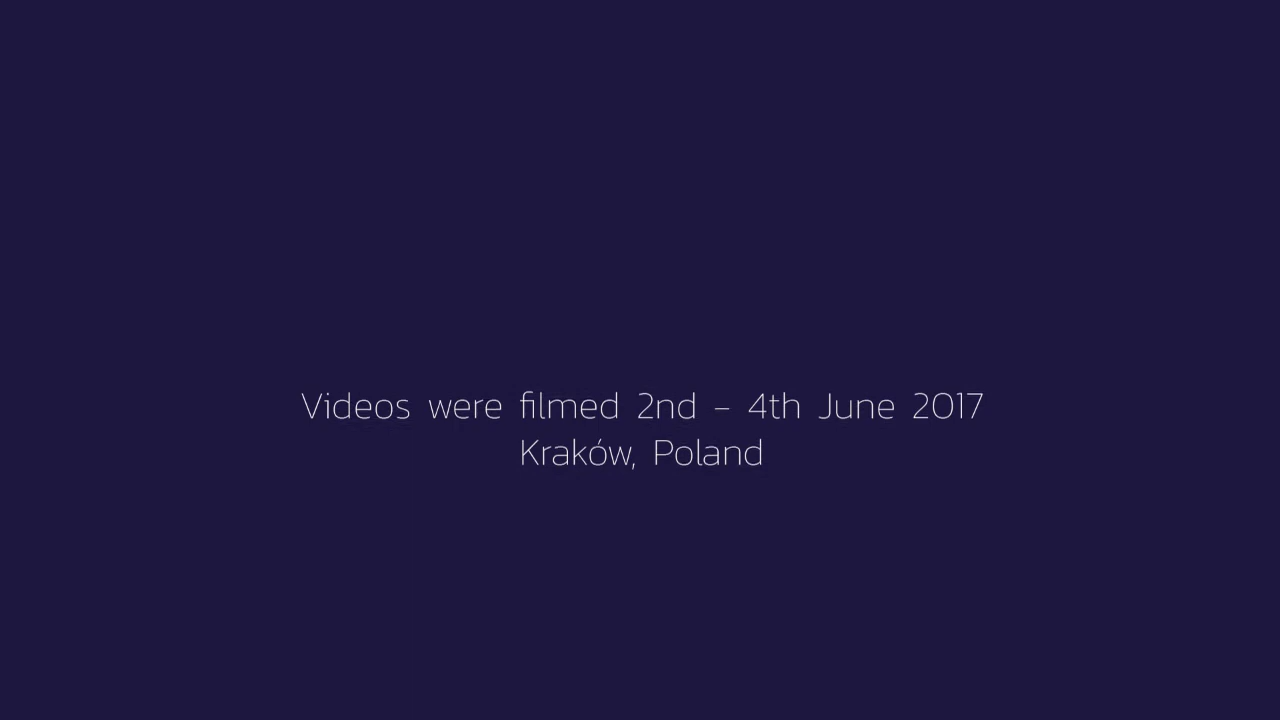 Videos were filmed 2nd – 4th June 2017
Kraków, Poland